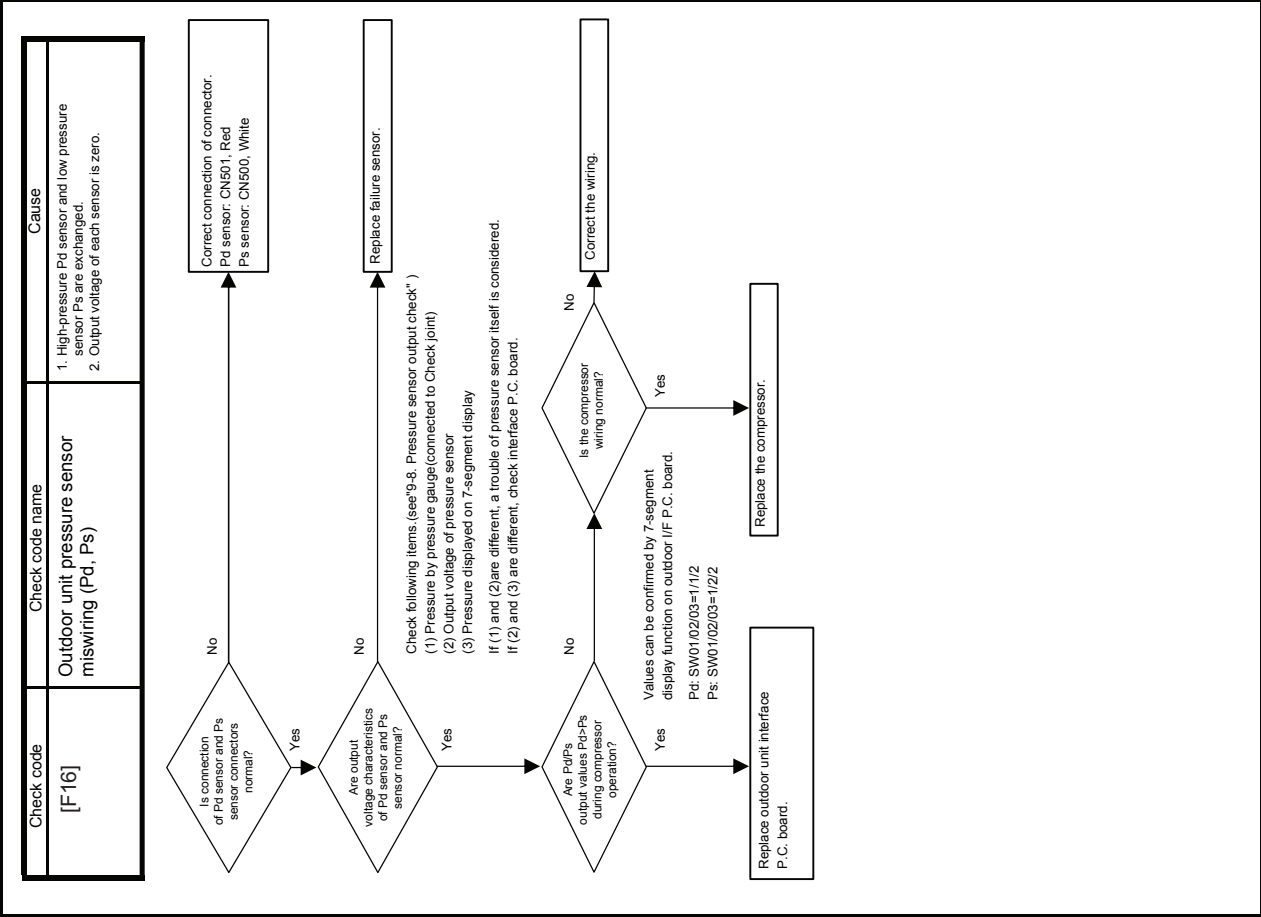 Check code
Check code name
Cause
[F16]
Outdoor unit pressure sensor
miswiring (Pd, Ps)
1. High-pressure Pd sensor and low pressure
sensor Ps are exchanged.
2. Output voltage of each sensor is zero.
Is connection
of Pd sensor and Ps
sensor connectors
normal?
No
Correct connection of connector.
Pd sensor: CN501, Red
Ps sensor: CN500, White
Yes
Are output
voltage characteristics
of Pd sensor and Ps
sensor normal?
No
Replace failure sensor.
Check following items.(see"9-8. Pressure sensor output check" )
(1) Pressure by pressure gauge(connected to Check joint)
(2) Output voltage of pressure sensor
(3) Pressure displayed on 7-segment display
If (1) and (2)are different, a trouble of pressure sensor itself is considered.
If (2) and (3) are different, check interface P.C. board.
Yes
Are Pd/Ps
output values Pd>Ps
during compressor
operation?
No
Is the compressor
wiring normal?
No
Correct the wiring.
Yes
Values can be confirmed by 7-segment
display function on outdoor I/F P.C. board.
Pd: SW01/02/03=1/1/2
Ps: SW01/02/03=1/2/2
Yes
Replace outdoor unit interface
P.C. board.
Replace the compressor.